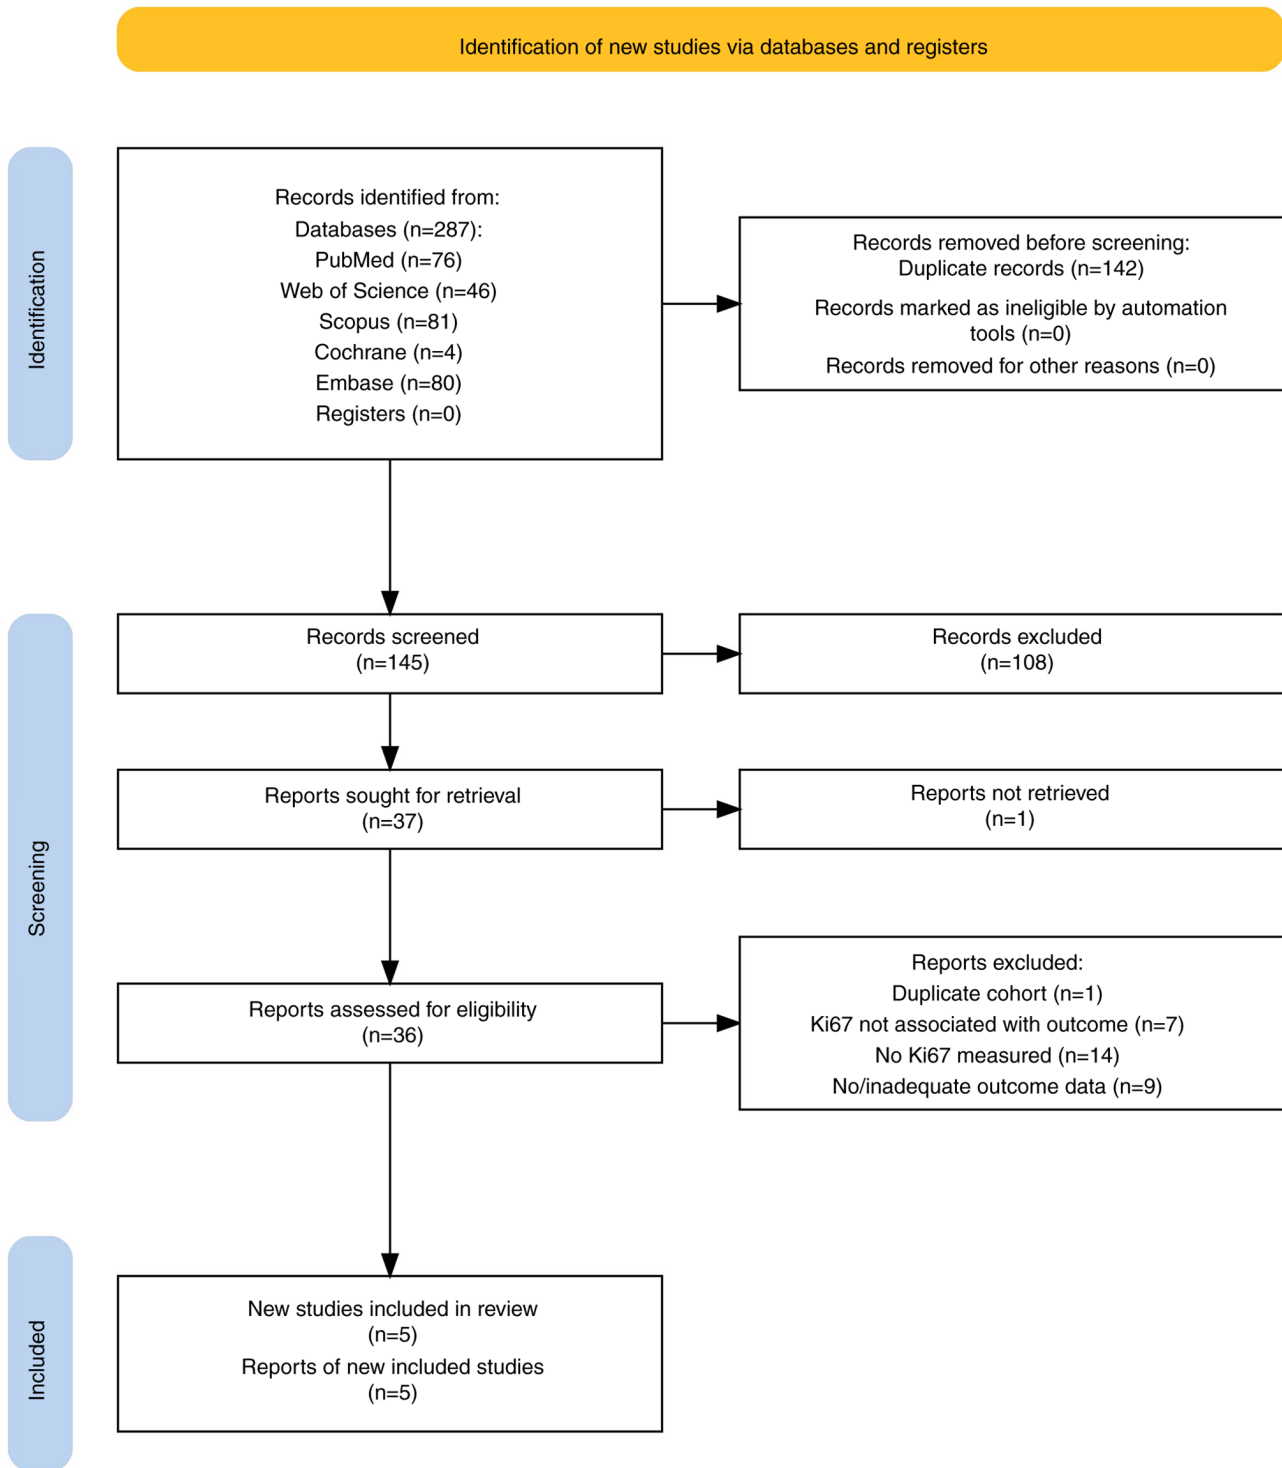 Identification of new studies via databases and registers
Identification
Records identified from:
Databases (n=287):
PubMed (n=76)
Web of Science (n=46)
Scopus (n=81)
Cochrane (n=4)
Embase (n=80)
Registers (n=0)
Records removed before screening:
Duplicate records (n=142)
Records marked as ineligible by automation
tools (n=0)
Records removed for other reasons (n=0)
Screening
Records screened
(n=145)
Records excluded
(n=108)
Reports sought for retrieval
(n=37)
Reports not retrieved
(n=1)
Reports assessed for eligibility
(n=36)
Reports excluded:
Duplicate cohort (n=1)
Ki67 not associated with outcome (n=7)
No Ki67 measured (n=14)
No/inadequate outcome data (n=9)
Included
New studies included in review
(n=5)
Reports of new included studies
(n=5)